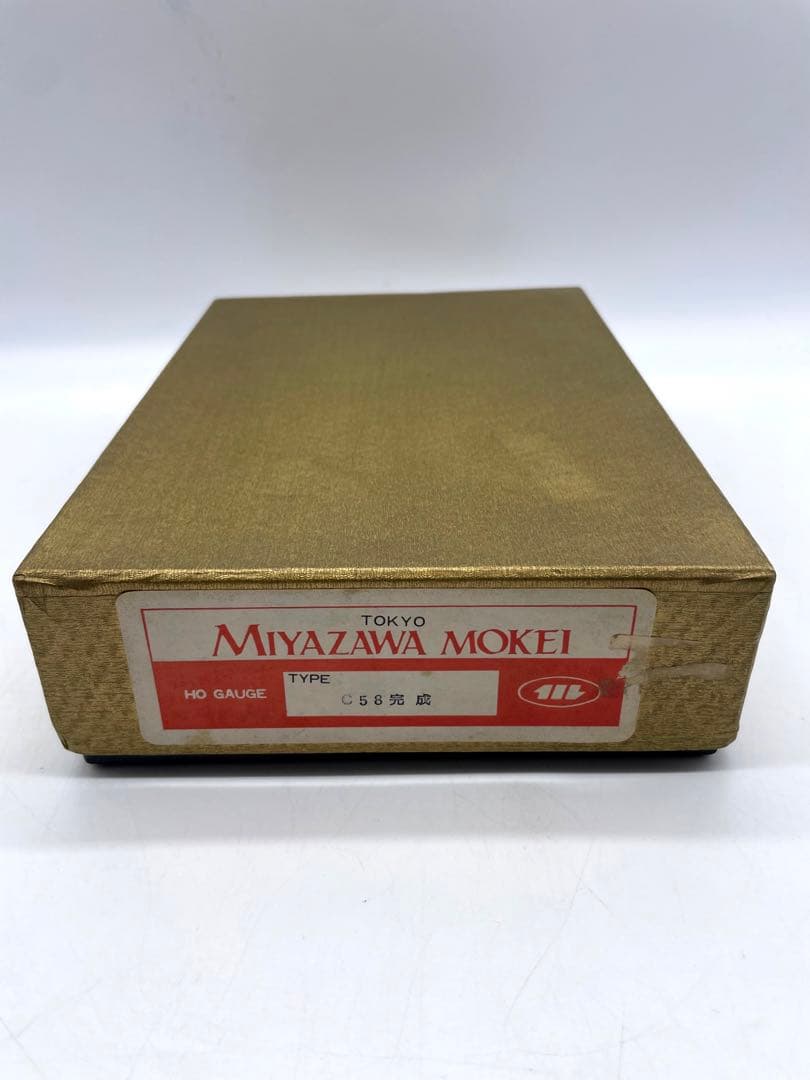 TOKYO
MIYAZAWA MOKEI
HO GAUGE
TYPE
C58完成